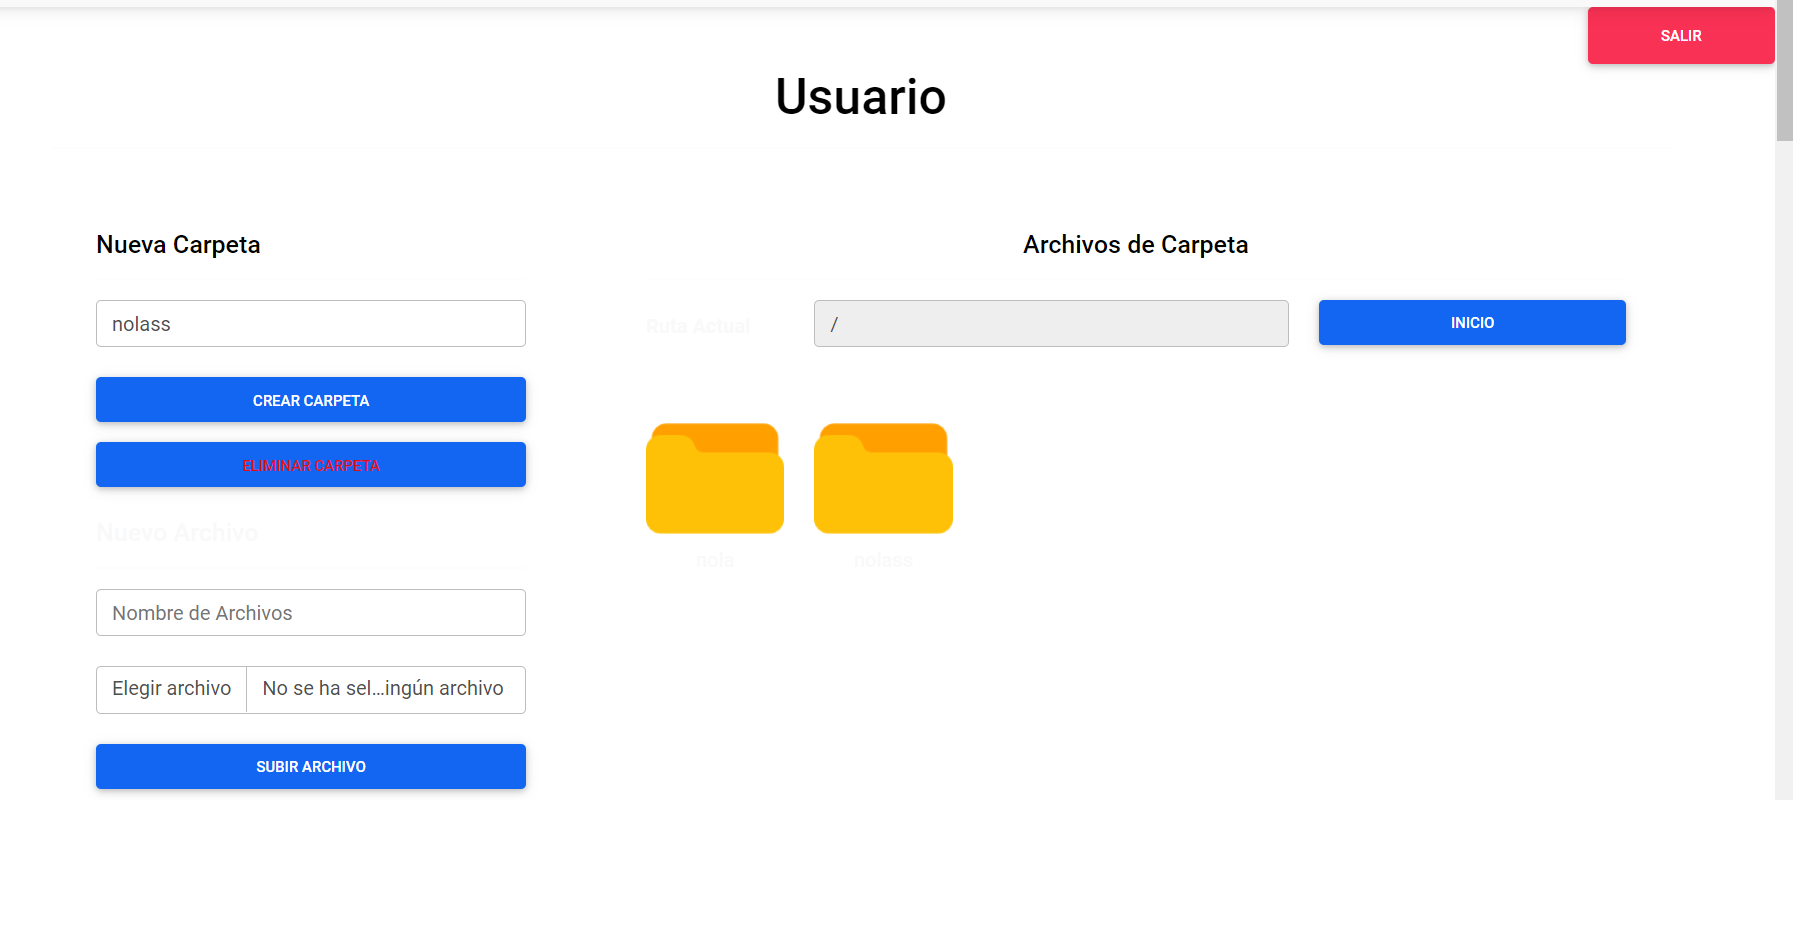 SALIR
Usuario
Nueva Carpeta
nolass
CREAR CARPETA
ELIMINAR CARPETA
Nuevo Archivo
Nombre de Archivos
Elegir archivo No se ha sel...ingún archivo
SUBIR ARCHIVO
Archivos de Carpeta
Ruta Actual / INICIO
nola nolass